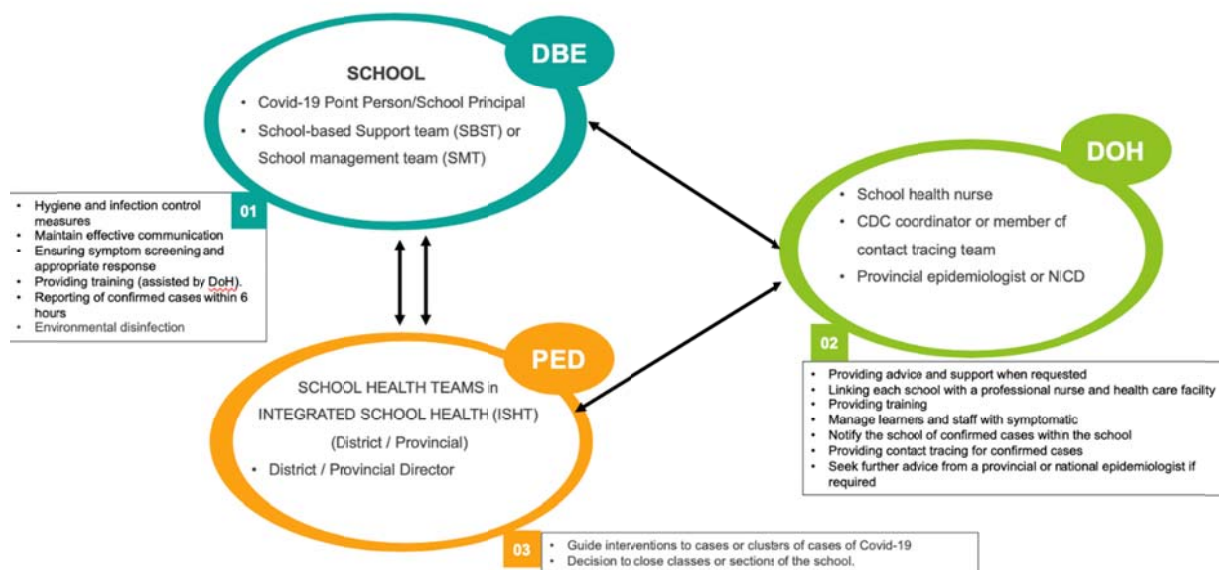 DBE
SCHOOL
• Covid-19 Point Person/School Principal
• School-based Support team (SBST) or
School management team (SMT)
01
• Hygiene and infection control
measures
• Maintain effective communication
• Ensuring symptom screening and
appropriate response
• Providing training (assisted by DoH).
• Reporting of confirmed cases within 6
hours
• Environmental disinfection
DOH
• School health nurse
• CDC coordinator or member of
contact tracing team
• Provincial epidemiologist or NICD
02
• Providing advice and support when requested
• Linking each school with a professional nurse and health care facility
• Providing training
• Manage learners and staff with symptomatic
• Notify the school of confirmed cases within the school
• Providing contact tracing for confirmed cases
• Seek further advice from a provincial or national epidemiologist if
required
PED
SCHOOL HEALTH TEAMS in
INTEGRATED SCHOOL HEALTH (ISHT)
(District / Provincial)
• District / Provincial Director
03
• Guide interventions to cases or clusters of cases of Covid-19
• Decision to close classes or sections of the school.